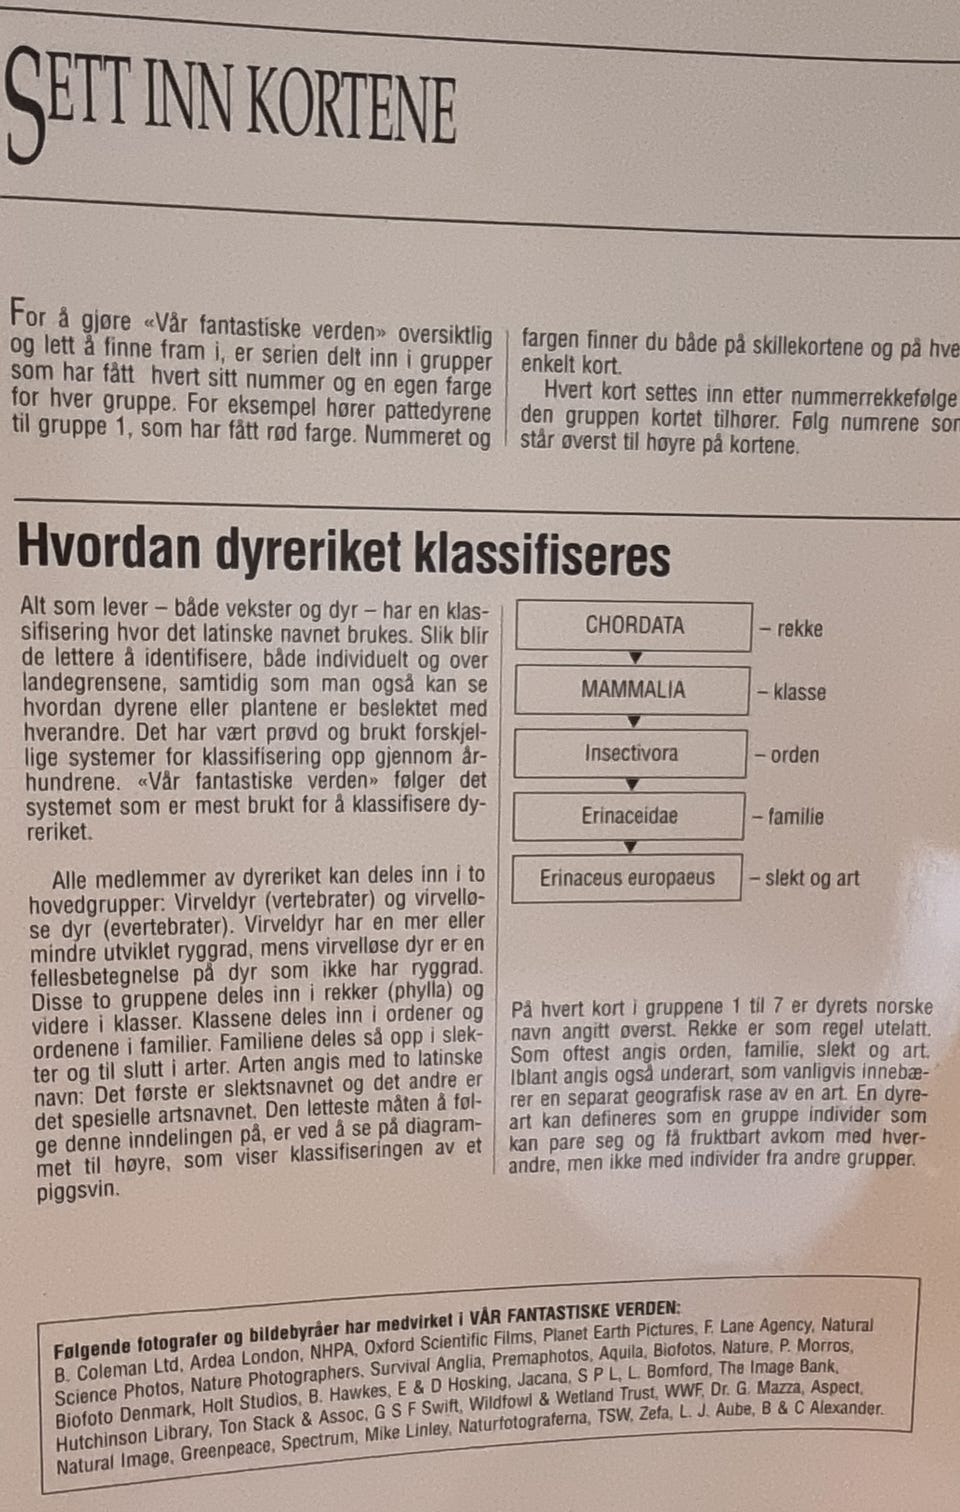 SETT INN KORTENE
For å gjøre «Vår fantastiske verden» oversiktlig
og lett å finne fram i, er serien delt inn i grupper
som har fått hvert sitt nummer og en egen farge
for hver gruppe. For eksempel hører pattedyrene
til gruppe 1, som har fått rød farge. Nummeret og
fargen finner du både på skillekortene og på hve
enkelt kort.
Hvert kort settes inn etter nummerrekkefølge
den gruppen kortet tilhører. Følg numrene som
står øverst til høyre på kortene.
Hvordan dyreriket klassifiseres
Alt som lever – både vekster og dyr – har en klas-
sifisering hvor det latinske navnet brukes. Slik blir
de lettere å identifisere, både individuelt og over
landegrensene, samtidig som man også kan se
hvordan dyrene eller plantene er beslektet med
hverandre. Det har vært prøvd og brukt forskjel-
lige systemer for klassifisering opp gjennom år-
hundrene. «Vår fantastiske verden» følger det
systemet som er mest brukt for å klassifisere dy-
reriket.
Alle medlemmer av dyreriket kan deles inn i to
hovedgrupper: Virveldyr (vertebrater) og virvellø-
se dyr (evertebrater). Virveldyr har en mer eller
mindre utviklet ryggrad, mens virvelløse dyr er en
fellesbetegnelse på dyr som ikke har ryggrad.
Disse to gruppene deles inn i rekker (phylla) og
videre i klasser. Klassene deles inn i ordener og
ordenene i familier. Familiene deles så opp i slek-
ter og til slutt i arter. Arten angis med to latinske
navn: Det første er slektsnavnet og det andre er
det spesielle artsnavnet. Den letteste måten å føl-
ge denne inndelingen på, er ved å se på diagram-
met til høyre, som viser klassifiseringen av et
piggsvin.
CHORDATA – rekke
MAMMALIA – klasse
Insectivora – orden
Erinaceidae – familie
Erinaceus europaeus – slekt og art
På hvert kort i gruppene 1 til 7 er dyrets norske
navn angitt øverst. Rekke er som regel utelatt.
Som oftest angis orden, familie, slekt og art.
Iblant angis også underart, som vanligvis innebæ-
rer en separat geografisk rase av en art. En dyre-
art kan defineres som en gruppe individer som
kan pare seg og få fruktbart avkom med hver-
andre, men ikke med individer fra andre grupper.
Følgende fotografer og bildebyråer har medvirket i VÅR FANTASTISKE VERDEN:
B. Coleman Ltd, Ardea London, NHPA, Oxford Scientific Films, Planet Earth Pictures, F. Lane Agency, Natural
Science Photos, Nature Photographers, Survival Anglia, Premaphotos, Aquila, Biofotos, Nature, P. Morros,
Biofoto Denmark, Holt Studios, B. Hawkes, E & D Hosking, Jacana, S P L, L. Bomford, The Image Bank,
Hutchinson Library, Ton Stack & Assoc, G S F Swift, Wildfowl & Wetland Trust, WWF, Dr. G. Mazza, Aspect,
Natural Image, Greenpeace, Spectrum, Mike Linley, Naturfotograferna, TSW, Zefa, L. J. Aube, B & C Alexander.